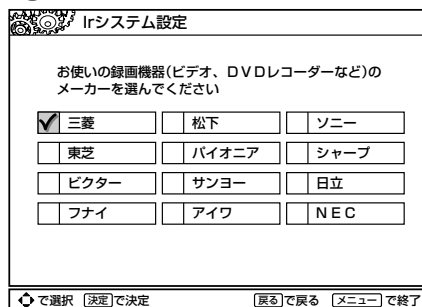 Irシステム設定
お使いの録画機器(ビデオ、DVDレコーダーなど)の
メーカーを選んでください
三菱 松下 ソニー
東芝 パイオニア シャープ
ビクター サンヨー 日立
フナイ アイワ NEC
で選択 決定で決定 戻るで戻る メニューで終了